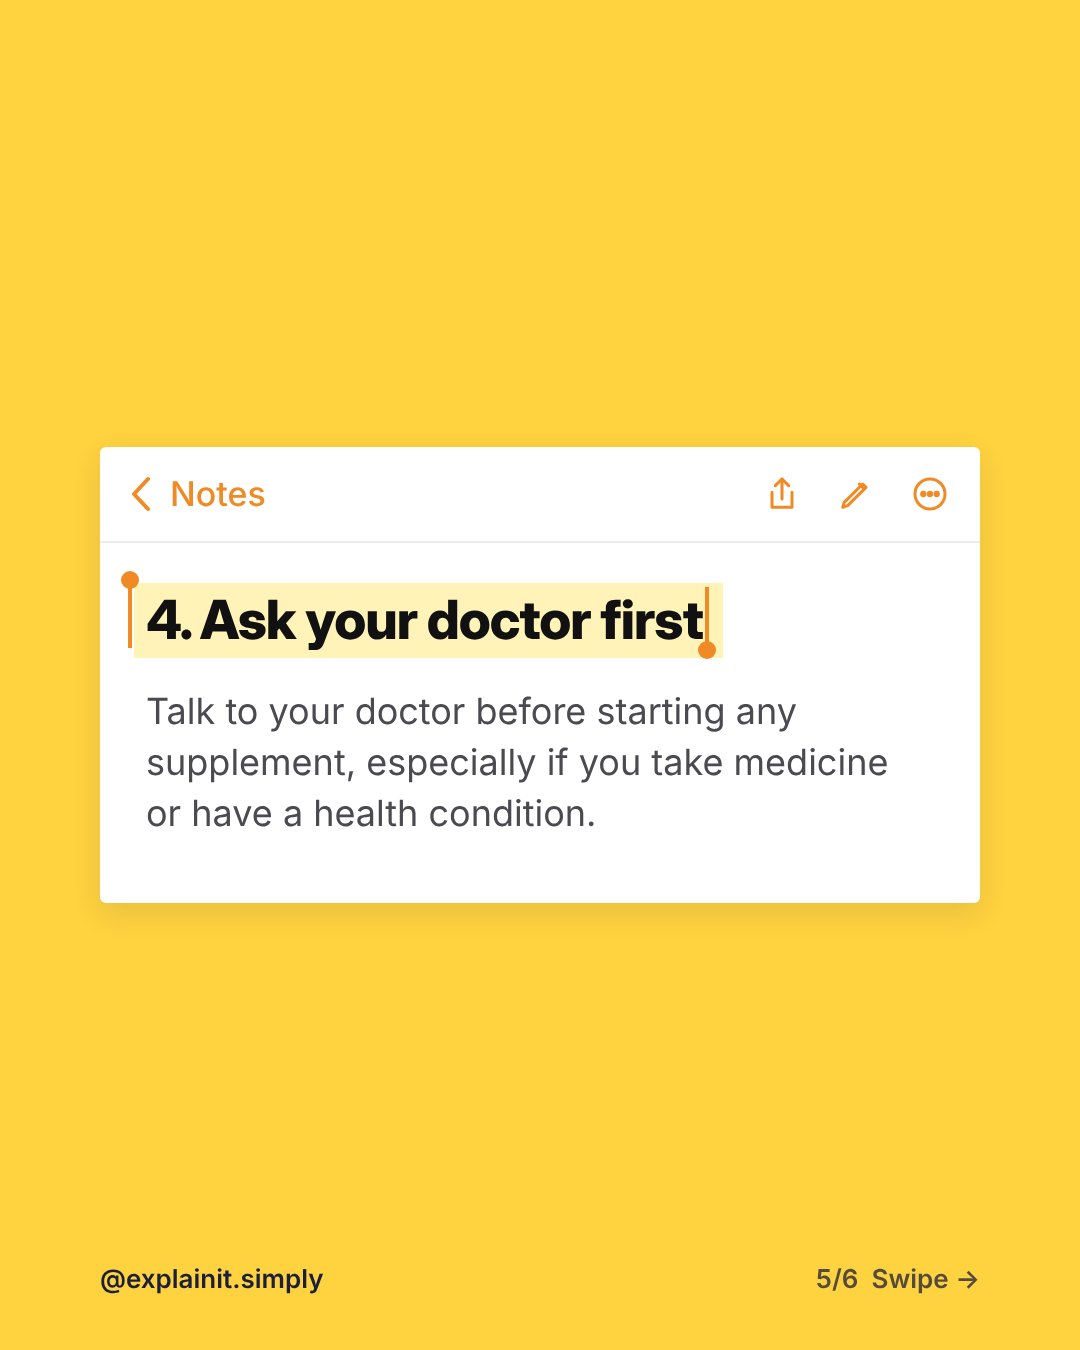 Notes
4. Ask your doctor first
Talk to your doctor before starting any
supplement, especially if you take medicine
or have a health condition.
@explainit.simply
5/6 Swipe →